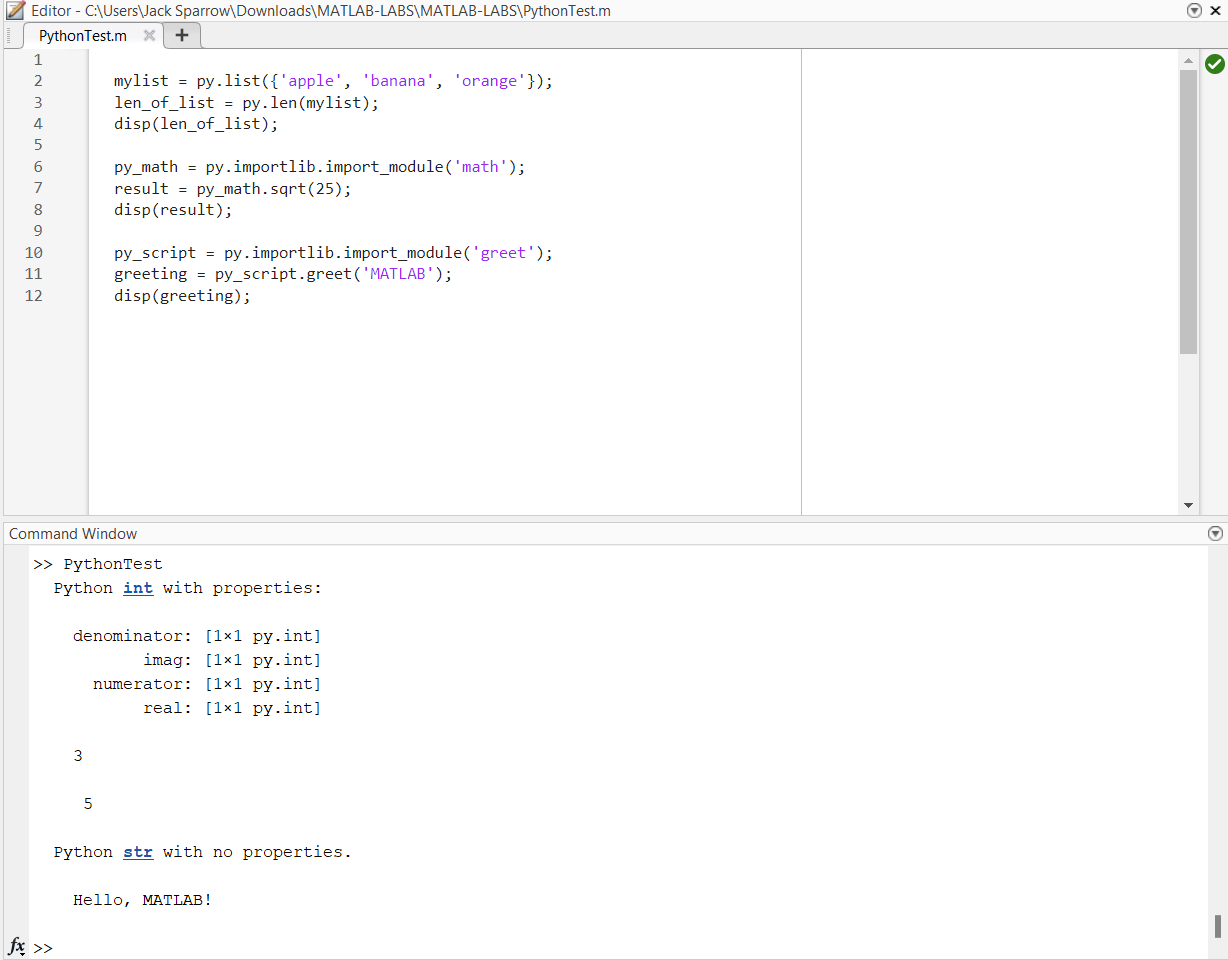 Editor - C:\Users\Jack Sparrow\Downloads\MATLAB-LABS\MATLAB-LABS\PythonTest.m
PythonTest.m
1
2 mylist = py.list({'apple', 'banana', 'orange'});
3 len_of_list = py.len(mylist);
4 disp(len_of_list);
5
6 py_math = py.importlib.import_module('math');
7 result = py_math.sqrt(25);
8 disp(result);
9
10 py_script = py.importlib.import_module('greet');
11 greeting = py_script.greet('MATLAB');
12 disp(greeting);
Command Window
>> PythonTest
Python int with properties:
denominator: [1×1 py.int]
imag: [1×1 py.int]
numerator: [1×1 py.int]
real: [1×1 py.int]
3
5
Python str with no properties.
Hello, MATLAB!
fx >>